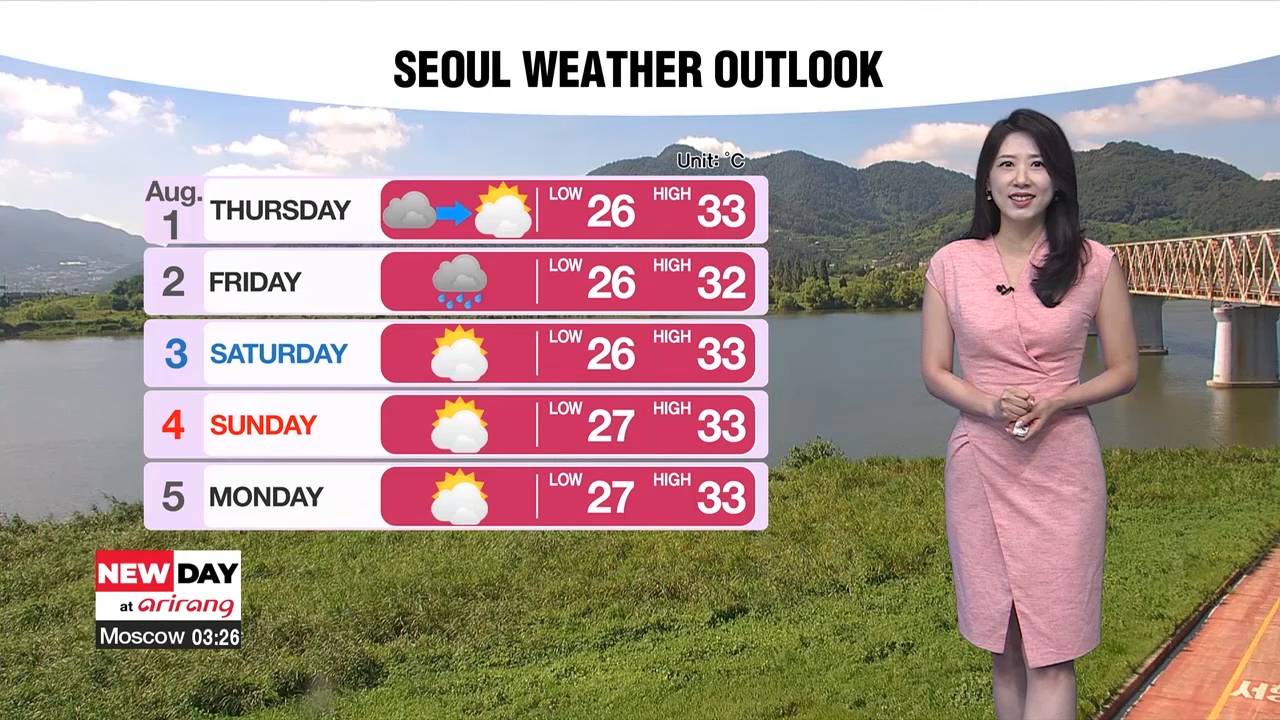 SEOUL WEATHER OUTLOOK
Unit: °C
Aug. 1 THURSDAY LOW 26 HIGH 33
2 FRIDAY LOW 26 HIGH 32
3 SATURDAY LOW 26 HIGH 33
4 SUNDAY LOW 27 HIGH 33
5 MONDAY LOW 27 HIGH 33
NEW DAY
at arirang
Moscow 03:26